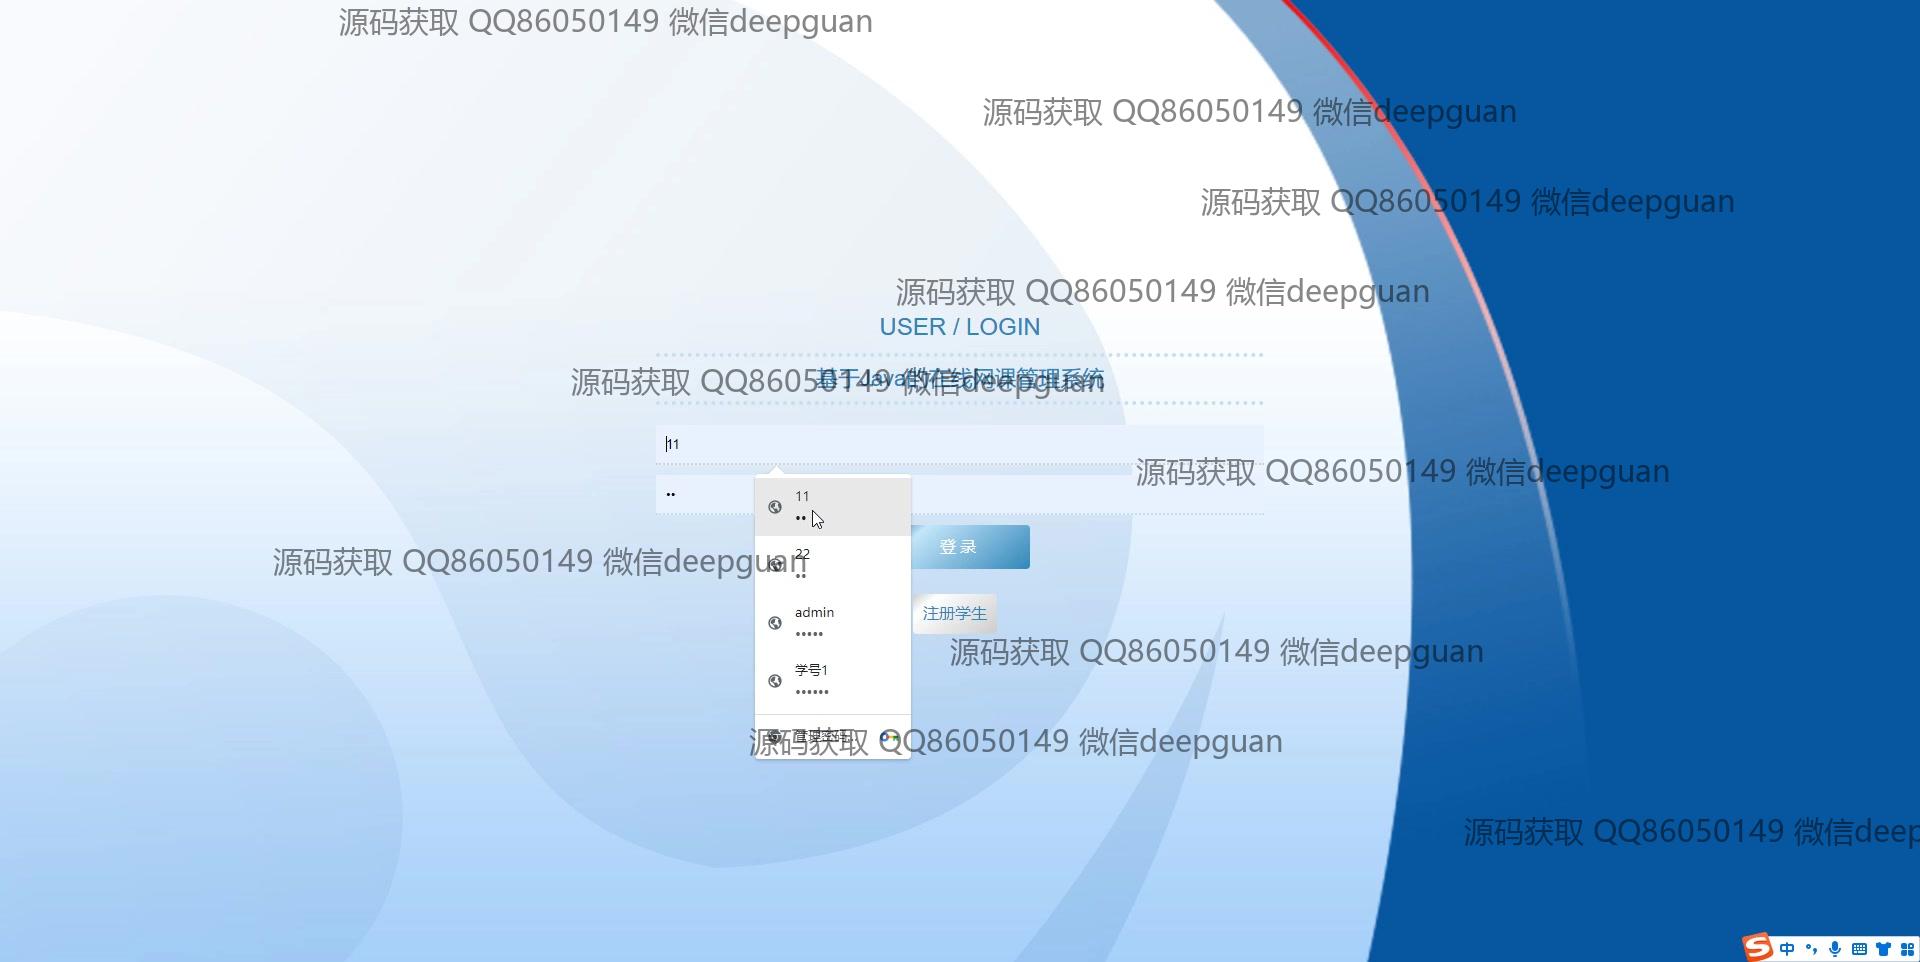 源码获取 QQ86050149 微信deepguan
源码获取 QQ86050149 微信deepguan
源码获取 QQ86050149 微信deepguan
源码获取 QQ86050149 微信deepguan
USER / LOGIN
基于Java的在线网课管理系统
源码获取 QQ86050149 微信deepguan
11
源码获取 QQ86050149 微信deepguan
••
11
••
登录
22
••
源码获取 QQ86050149 微信deepguan
admin
•••••
注册学生
源码获取 QQ86050149 微信deepguan
学号1
••••••
管理密码...
源码获取 QQ86050149 微信deepguan
源码获取 QQ86050149 微信deep
中